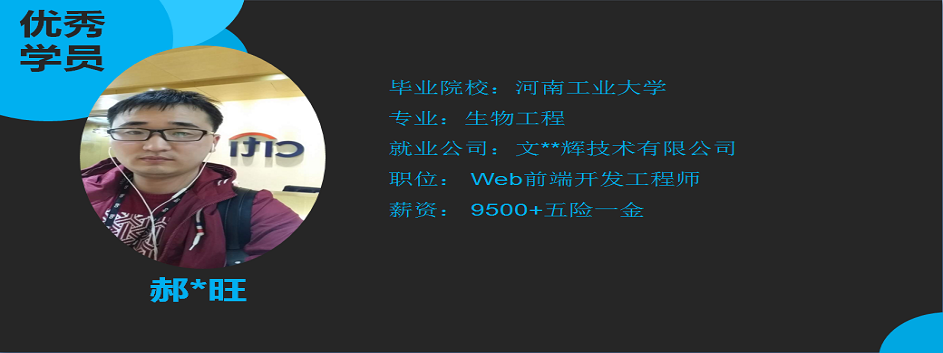 优秀
学员
citi
毕业院校：河南工业大学
专业：生物工程
就业公司：文**辉技术有限公司
职位： Web前端开发工程师
薪资： 9500+五险一金
郝*旺